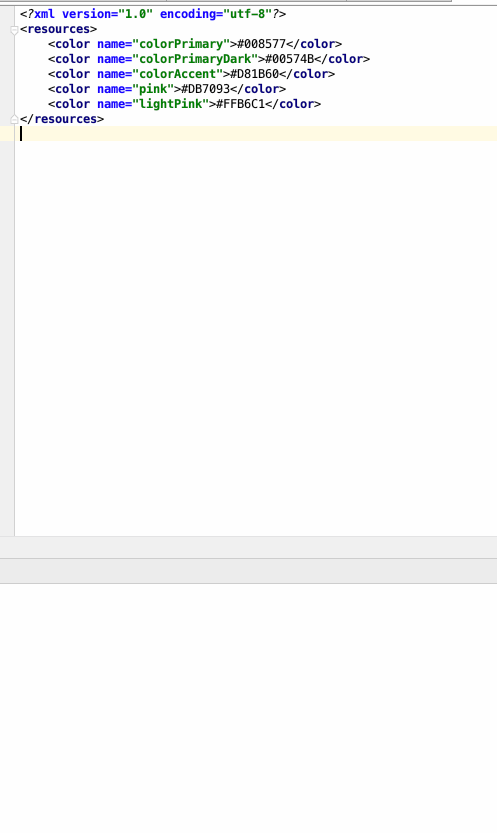 <?xml version="1.0" encoding="utf-8"?>
<resources>
    <color name="colorPrimary">#008577</color>
    <color name="colorPrimaryDark">#00574B</color>
    <color name="colorAccent">#D81B60</color>
    <color name="pink">#DB7093</color>
    <color name="lightPink">#FFB6C1</color>
</resources>